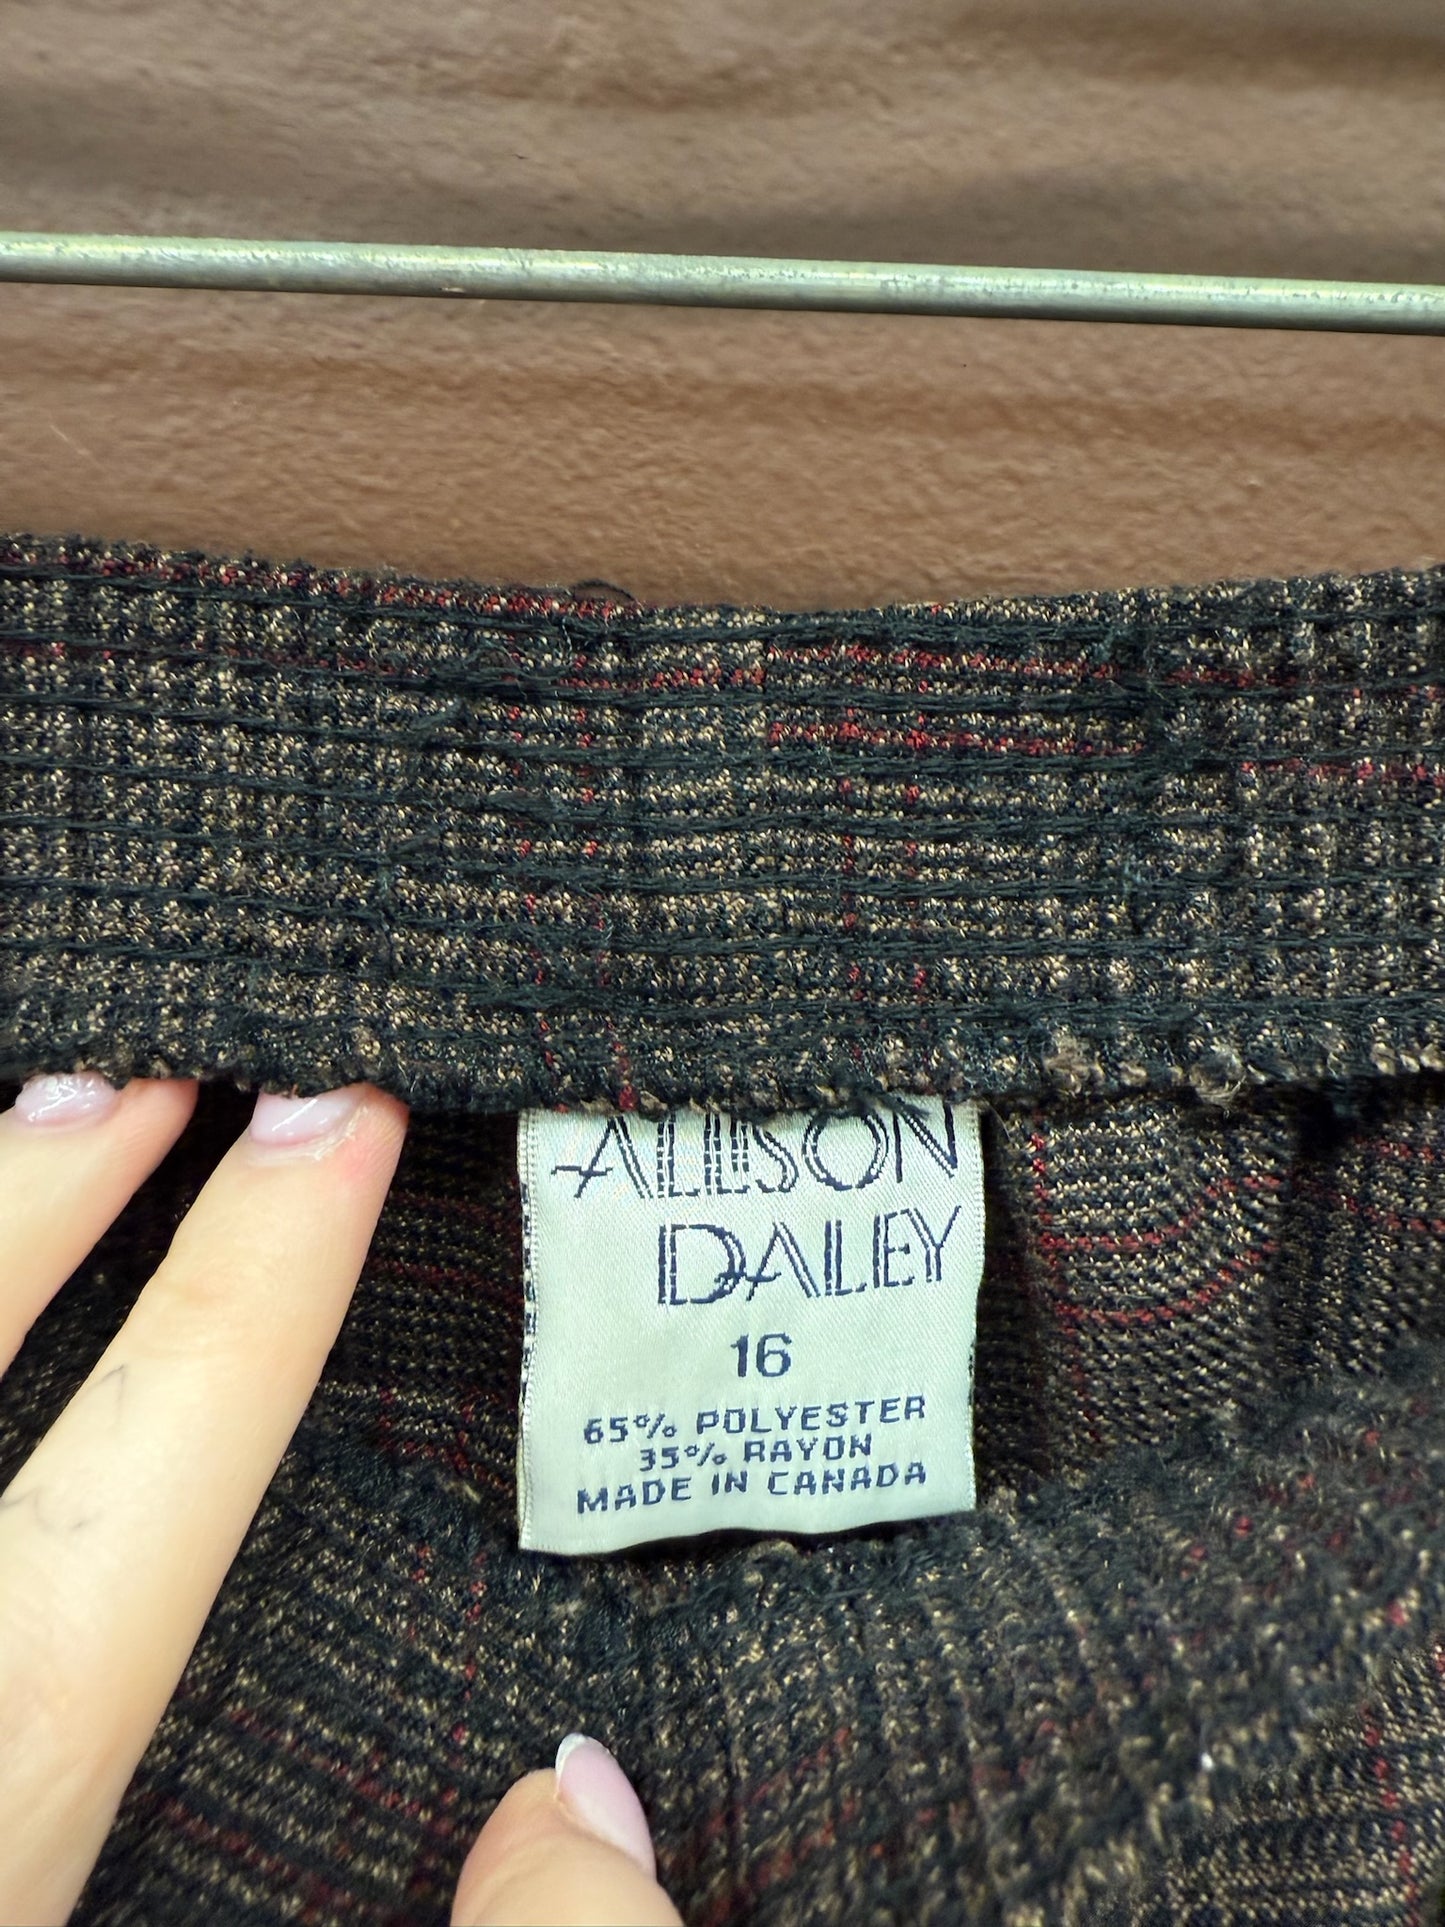 ALLISON
DALEY
16
65% POLYESTER
35% RAYON
MADE IN CANADA